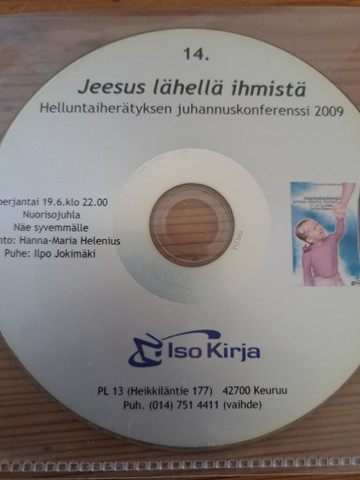 14.
Jeesus lähellä ihmistä
Helluntaiherätyksen juhannuskonferenssi 2009
perjantai 19.6.klo 22.00
Nuorisojuhla
Näe syvemmälle
nto: Hanna-Maria Helenius
Puhe: Ilpo Jokimäki
Iso Kirja
PL 13 (Heikkiläntie 177) 42700 Keuruu
Puh. (014) 751 4411 (vaihde)